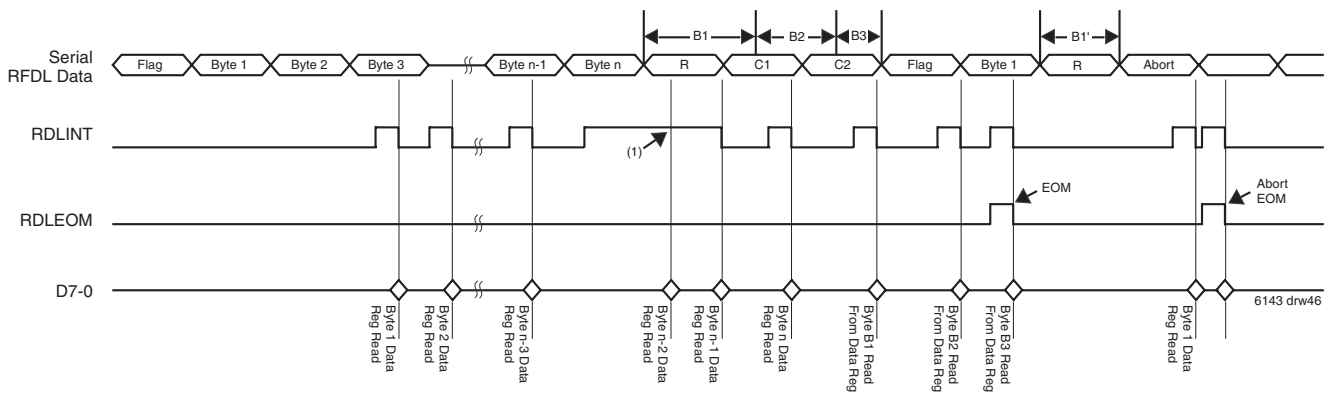 B1
B2
B3
B1'
Serial
RFDL Data
Flag
Byte 1
Byte 2
Byte 3
Byte n-1
Byte n
R
C1
C2
Flag
Byte 1
R
Abort
RDLINT
(1)
RDLEOM
EOM
Abort
EOM
D7-0
6143 drw46
Byte 1 Data
Reg Read
Byte 2 Data
Reg Read
Byte n-3 Data
Reg Read
Byte n-2 Data
Reg Read
Byte n-1 Data
Reg Read
Byte n Data
Reg Read
Byte B1 Read
From Data Reg
Byte B2 Read
From Data Reg
Byte B3 Read
From Data Reg
Byte 1 Data
Reg Read